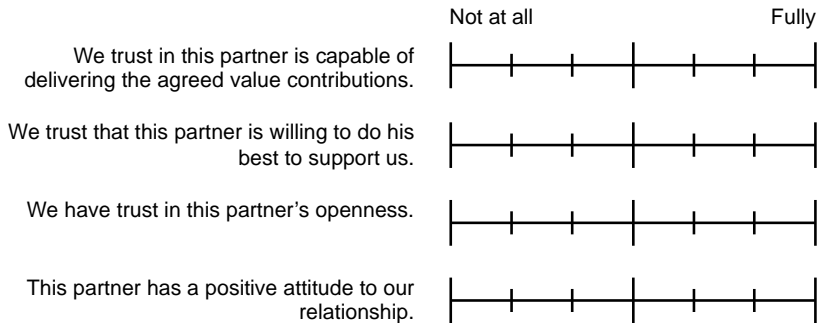 Not at all Fully
We trust in this partner is capable of
delivering the agreed value contributions.
We trust that this partner is willing to do his
best to support us.
We have trust in this partner’s openness.
This partner has a positive attitude to our
relationship.